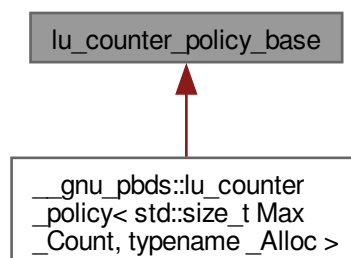 lu_counter_policy_base
__gnu_pbds::lu_counter
_policy< std::size_t Max
_Count, typename _Alloc >